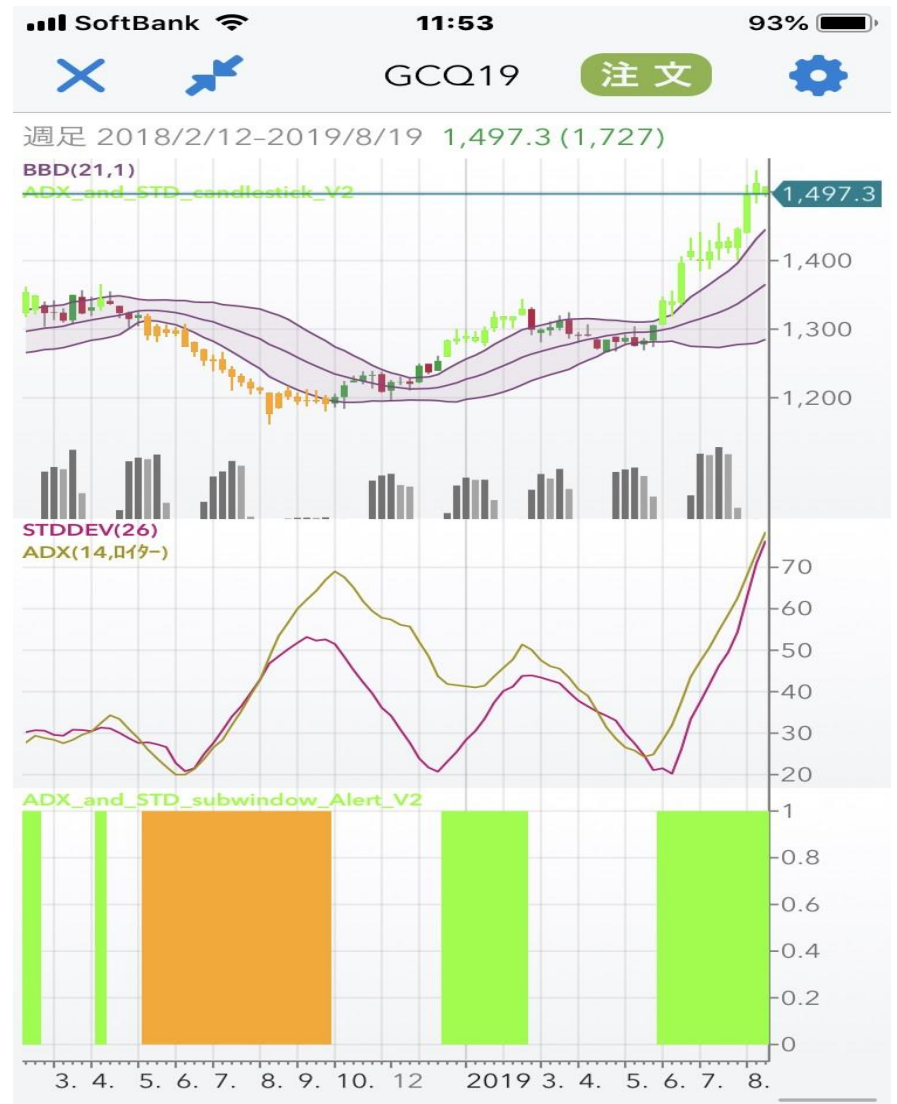 SoftBank 11:53 93%
GCQ19 注文
週足 2018/2/12-2019/8/19 1,497.3 (1,727)
BBD(21,1)
ADX_and_STD_candlestick_V2
1,497.3
1,400
1,300
1,200
STDDEV(26)
ADX(14,ロイター)
70
60
50
40
30
20
ADX_and_STD_subwindow_Alert_V2
1
0.8
0.6
0.4
0.2
0
3. 4. 5. 6. 7. 8. 9. 10. 12 2019 3. 4. 5. 6. 7. 8.